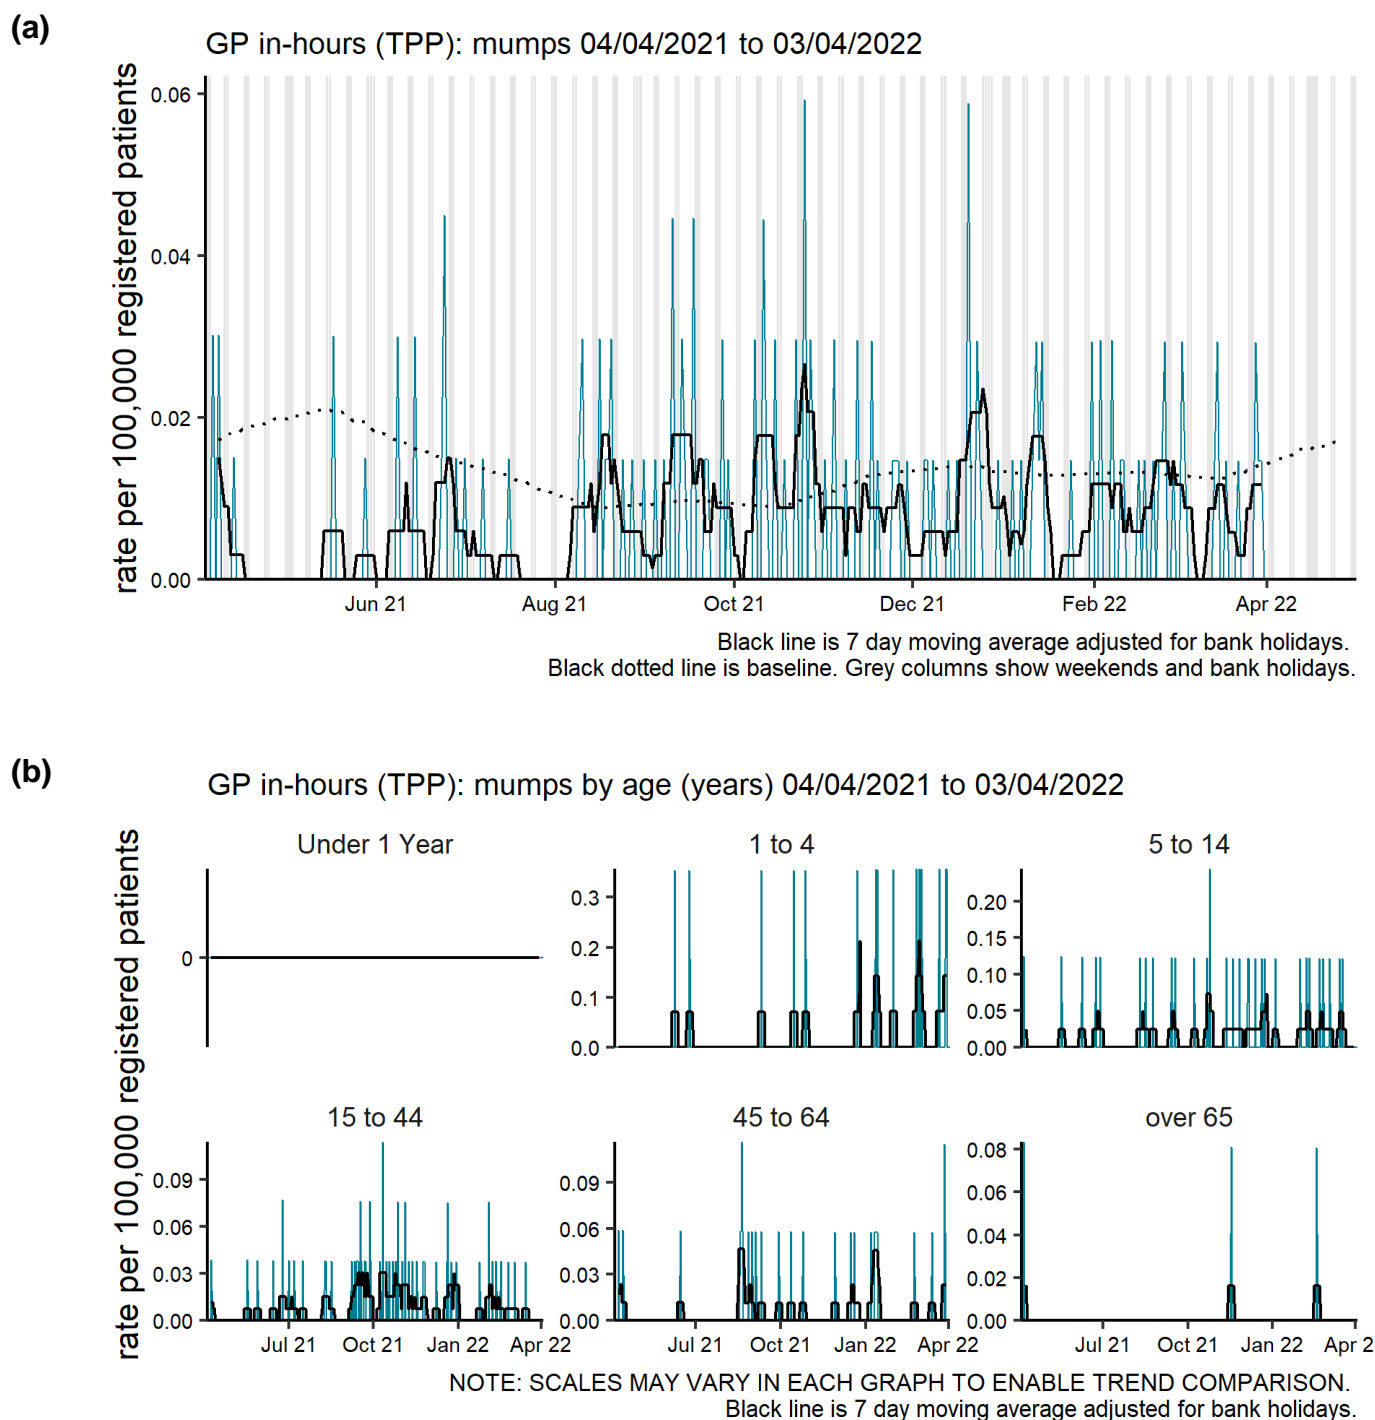 (a)
GP in-hours (TPP): mumps 04/04/2021 to 03/04/2022
rate per 100,000 registered patients
0.06
0.04
0.02
0.00
Jun 21 Aug 21 Oct 21 Dec 21 Feb 22 Apr 22
Black line is 7 day moving average adjusted for bank holidays.
Black dotted line is baseline. Grey columns show weekends and bank holidays.
(b)
GP in-hours (TPP): mumps by age (years) 04/04/2021 to 03/04/2022
rate per 100,000 registered patients
Under 1 Year
0
1 to 4
0.3
0.2
0.1
0.0
5 to 14
0.20
0.15
0.10
0.05
0.00
15 to 44
0.09
0.06
0.03
0.00
Jul 21 Oct 21 Jan 22 Apr 22
45 to 64
0.09
0.06
0.03
0.00
Jul 21 Oct 21 Jan 22 Apr 22
over 65
0.08
0.06
0.04
0.02
0.00
Jul 21 Oct 21 Jan 22 Apr 2
NOTE: SCALES MAY VARY IN EACH GRAPH TO ENABLE TREND COMPARISON.
Black line is 7 day moving average adjusted for bank holidays.